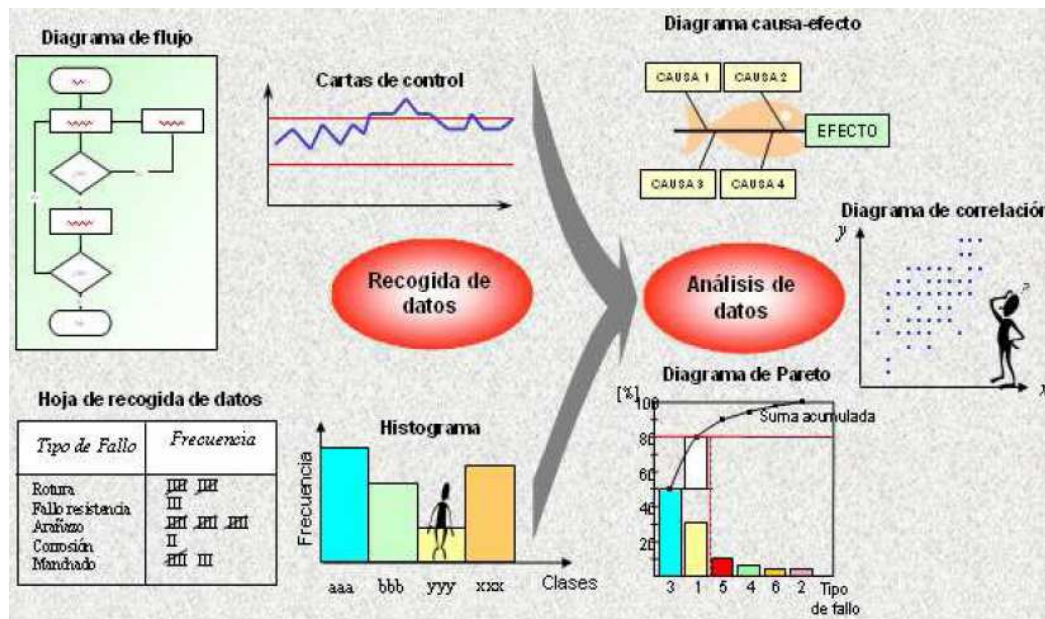 Diagrama de flujo
Cartas de control
Diagrama causa-efecto
CAUSA 1
CAUSA 2
EFECTO
CAUSA 3
CAUSA 4
Diagrama de correlación
y
x
Recogida de
datos
Análisis de
datos
Hoja de recogida de datos
Tipo de Fallo
Frecuencia
Rotura
Fallo resistencia
Arañazo
Corrosión
Manchado
Histograma
Frecuencia
aaa
bbb
yyy
xxx
Clases
Diagrama de Pareto
[%]
100
80
60
40
20
Suma acumulada
3
1
5
4
6
2
Tipo
de fallo